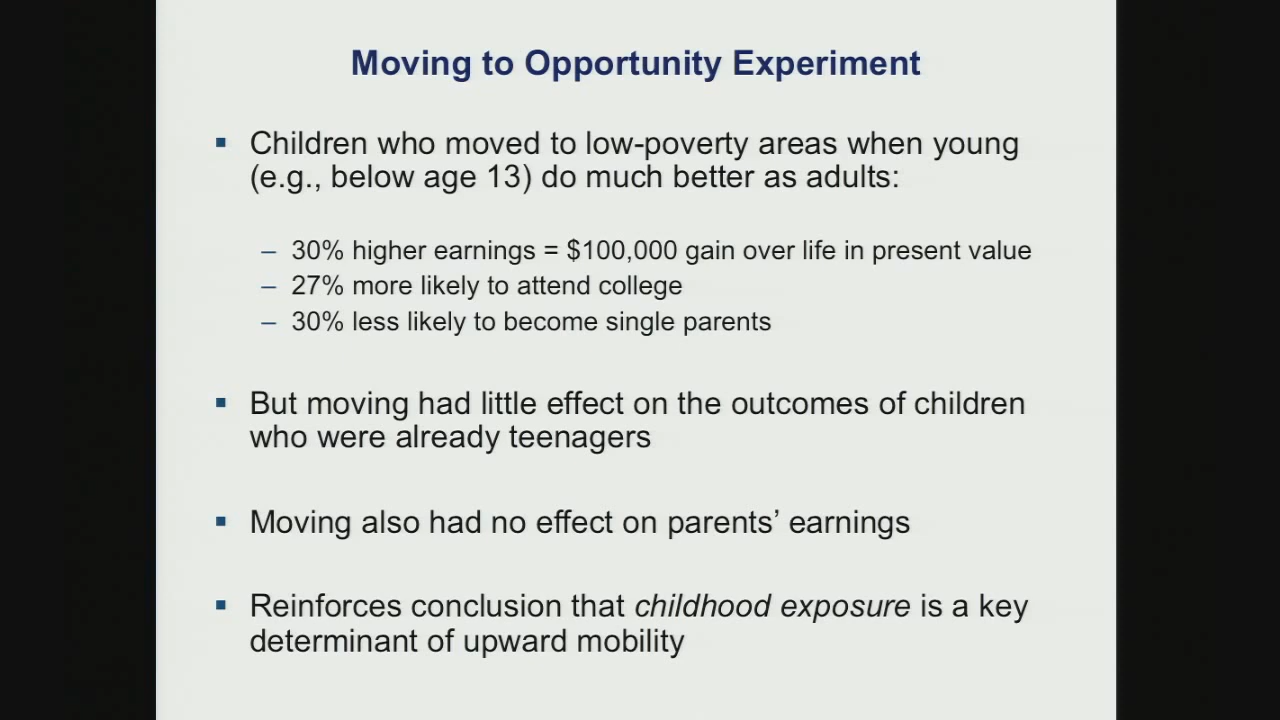 Moving to Opportunity Experiment
▪ Children who moved to low-poverty areas when young
(e.g., below age 13) do much better as adults:
– 30% higher earnings = $100,000 gain over life in present value
– 27% more likely to attend college
– 30% less likely to become single parents
▪ But moving had little effect on the outcomes of children
who were already teenagers
▪ Moving also had no effect on parents’ earnings
▪ Reinforces conclusion that childhood exposure is a key
determinant of upward mobility